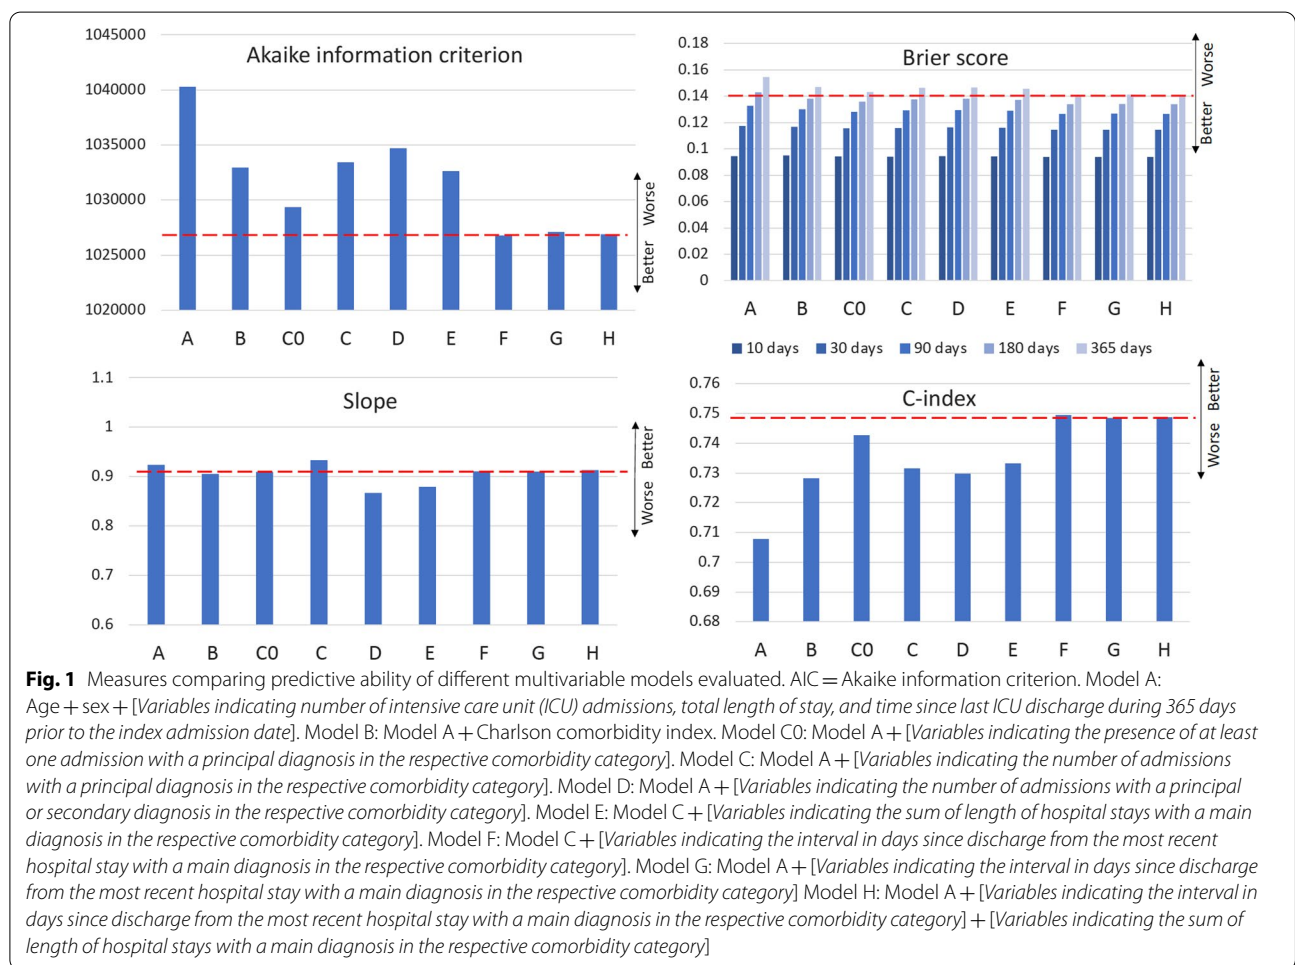 Akaike information criterion
1045000
1040000
1035000
1030000
1025000
1020000
A B C0 C D E F G H
Better Worse
Brier score
0.18
0.16
0.14
0.12
0.1
0.08
0.06
0.04
0.02
0
A B C0 C D E F G H
10 days 30 days 90 days 180 days 365 days
Better Worse
Slope
1.1
1
0.9
0.8
0.7
0.6
A B C0 C D E F G H
Worse Better
C-index
0.76
0.75
0.74
0.73
0.72
0.71
0.7
0.69
0.68
A B C0 C D E F G H
Worse Better
Fig. 1 Measures comparing predictive ability of different multivariable models evaluated. AIC = Akaike information criterion. Model A:
Age + sex + [Variables indicating number of intensive care unit (ICU) admissions, total length of stay, and time since last ICU discharge during 365 days
prior to the index admission date]. Model B: Model A + Charlson comorbidity index. Model C0: Model A + [Variables indicating the presence of at least
one admission with a principal diagnosis in the respective comorbidity category]. Model C: Model A + [Variables indicating the number of admissions
with a principal diagnosis in the respective comorbidity category]. Model D: Model A + [Variables indicating the number of admissions with a principal
or secondary diagnosis in the respective comorbidity category]. Model E: Model C + [Variables indicating the sum of length of hospital stays with a main
diagnosis in the respective comorbidity category]. Model F: Model C + [Variables indicating the interval in days since discharge from the most recent
hospital stay with a main diagnosis in the respective comorbidity category]. Model G: Model A + [Variables indicating the interval in days since discharge
from the most recent hospital stay with a main diagnosis in the respective comorbidity category] Model H: Model A + [Variables indicating the interval in
days since discharge from the most recent hospital stay with a main diagnosis in the respective comorbidity category] + [Variables indicating the sum of
length of hospital stays with a main diagnosis in the respective comorbidity category]